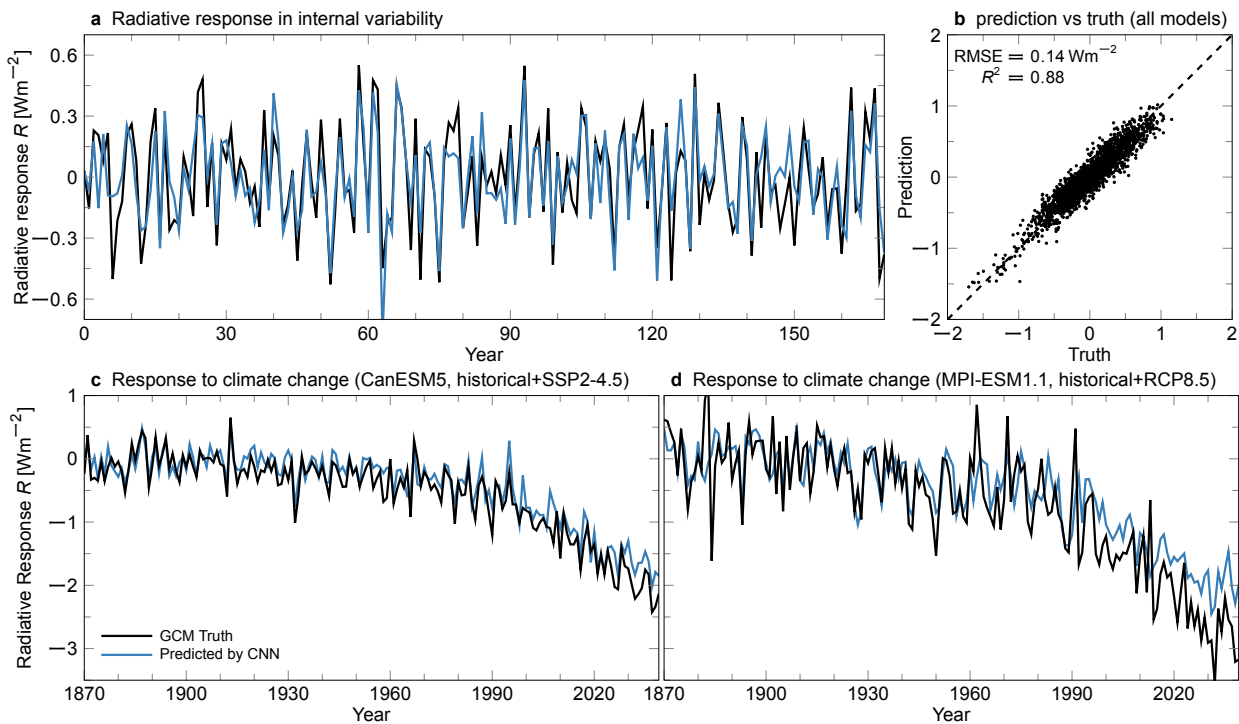 a Radiative response in internal variability
Radiative response R [Wm−2]
0.6
0.3
0
−0.3
−0.6
0 30 60 90 120 150
Year
b prediction vs truth (all models)
RMSE = 0.14 Wm−2
R2 = 0.88
Prediction
2
1
0
−1
−2
−2 −1 0 1 2
Truth
c Response to climate change (CanESM5, historical+SSP2-4.5)
Radiative Response R [Wm−2]
1
0
−1
−2
−3
GCM Truth
Predicted by CNN
1870 1900 1930 1960 1990 2020
Year
d Response to climate change (MPI-ESM1.1, historical+RCP8.5)
1870 1900 1930 1960 1990 2020
Year